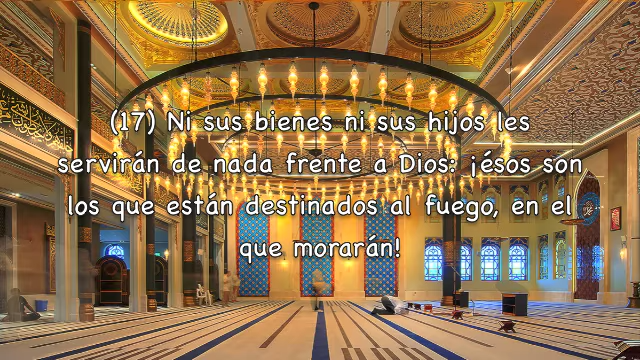 (17) Ni sus bienes ni sus hijos les
servirán de nada frente a Dios: ¡ésos son
los que están destinados al fuego, en el
que morarán!